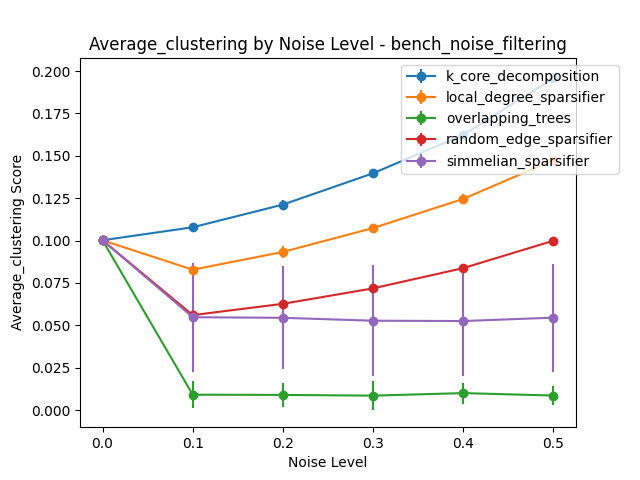 Average_clustering by Noise Level - bench_noise_filtering
k_core_decomposition
local_degree_sparsifier
overlapping_trees
random_edge_sparsifier
simmelian_sparsifier
Average_clustering Score
0.200
0.175
0.150
0.125
0.100
0.075
0.050
0.025
0.000
0.0 0.1 0.2 0.3 0.4 0.5
Noise Level